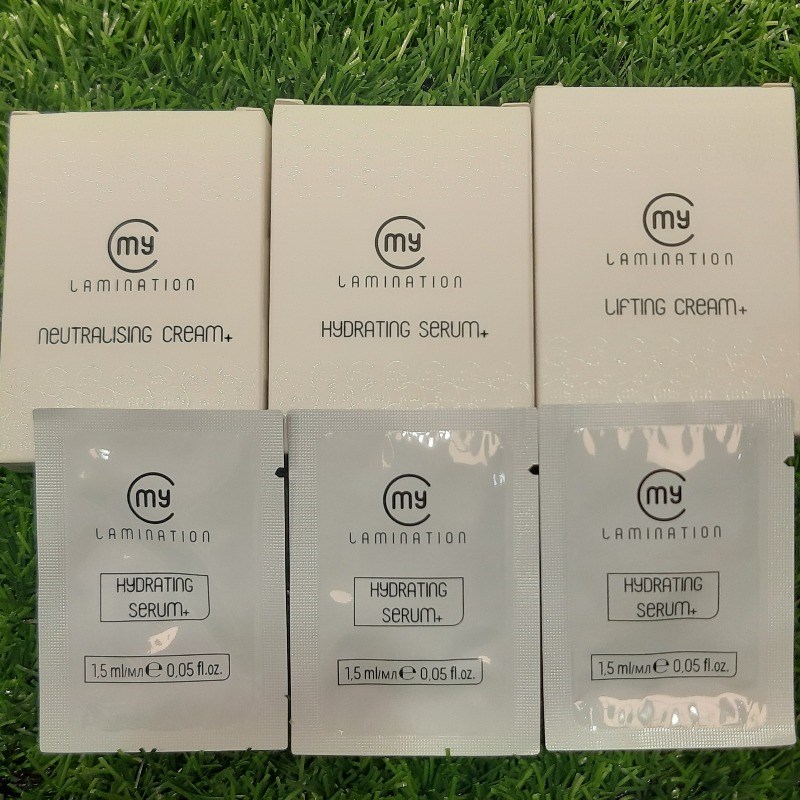 my
LAMINATION
NEUTRALISING CREAM+
my
LAMINATION
HYDRATING SERUM+
my
LAMINATION
LIFTING CREAM+
my
LAMINATION
HYDRATING
SERUM+
1,5 ml/мл℮ 0,05 fl.oz.
my
LAMINATION
HYDRATING
SERUM+
1,5 ml/мл℮ 0,05 fl.oz.
my
LAMINATION
HYDRATING
SERUM+
1,5 ml/мл℮ 0,05 fl.oz.